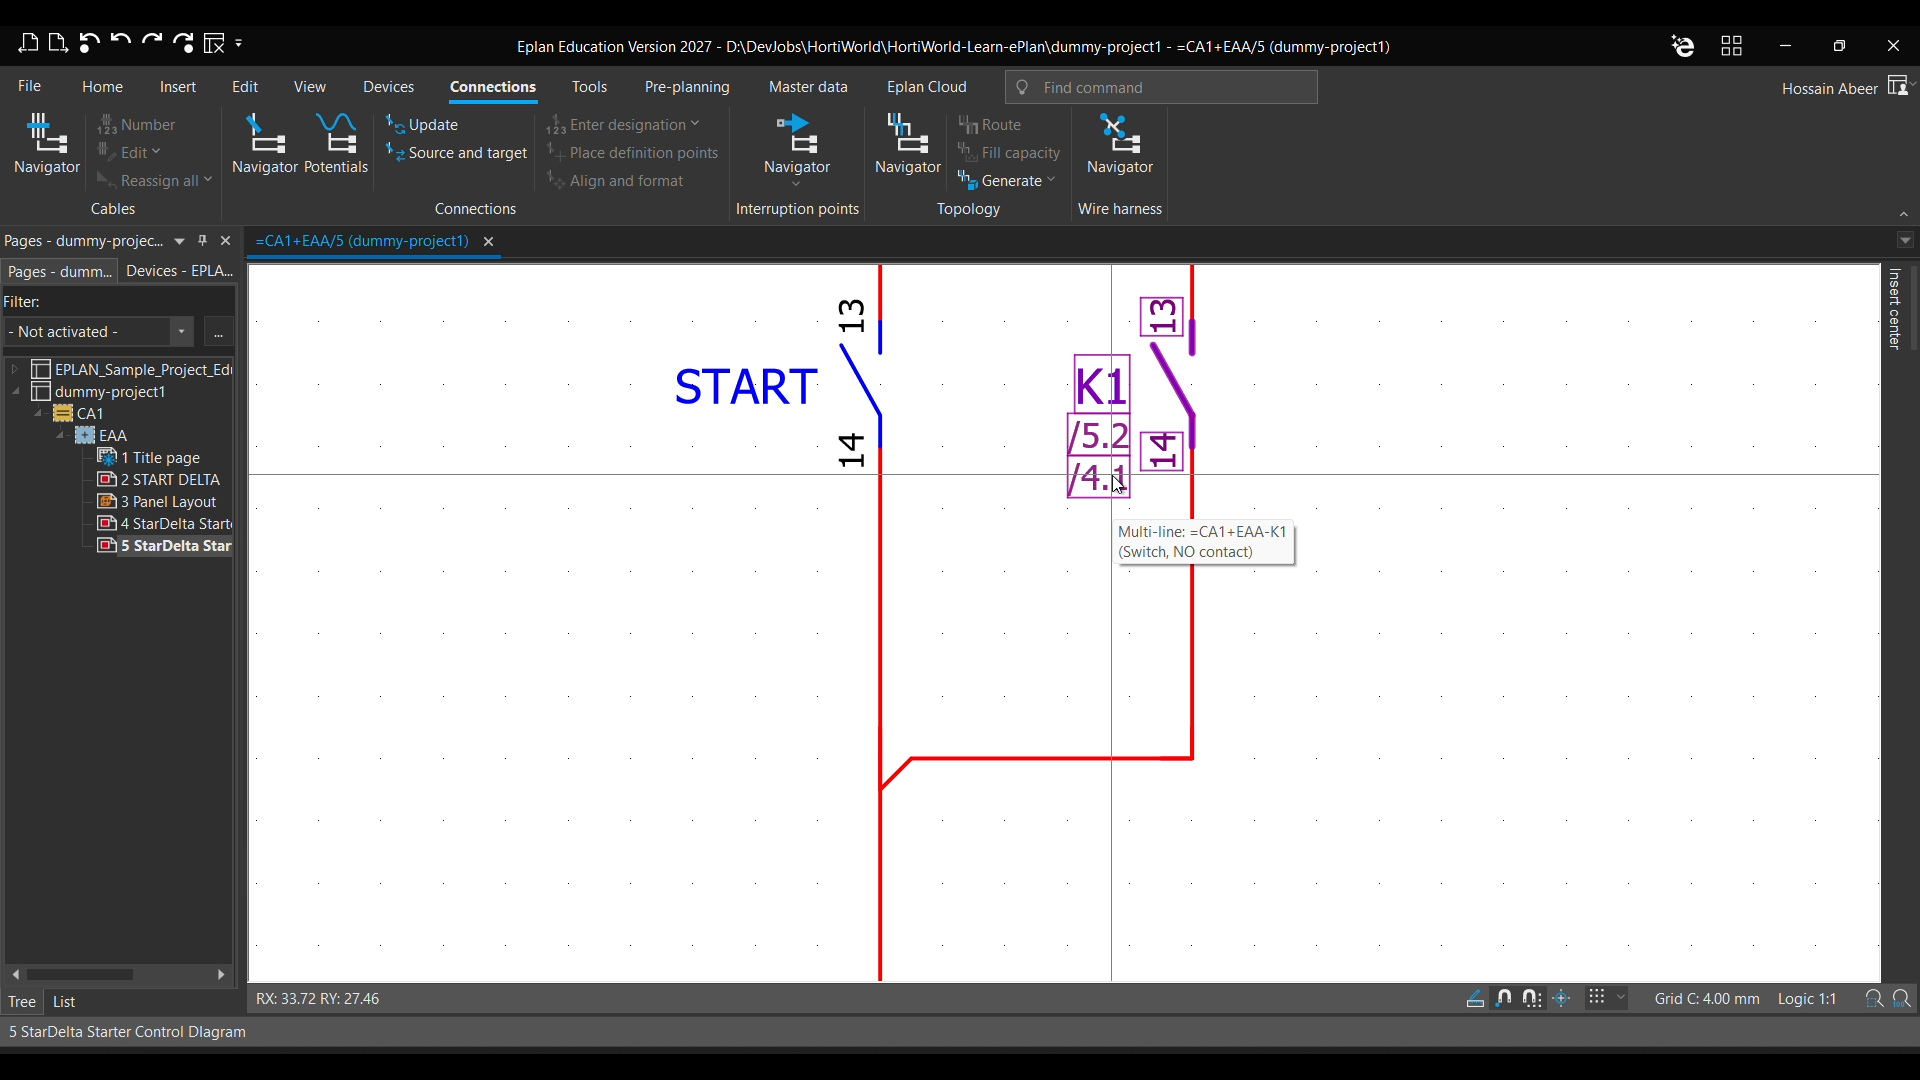 Eplan Education Version 2027 - D:\DevJobs\HortiWorld\HortiWorld-Learn-ePlan\dummy-project1 - =CA1+EAA/5 (dummy-project1)
File
Home
Insert
Edit
View
Devices
Connections
Tools
Pre-planning
Master data
Eplan Cloud
Find command
Hossain Abeer
Navigator
123 Number
Edit
Reassign all
Cables
Navigator
Potentials
Update
Source and target
123 Enter designation
Place definition points
Align and format
Connections
Navigator
Interruption points
Navigator
Route
Fill capacity
Generate
Topology
Navigator
Wire harness
Pages - dummy-projec...
=CA1+EAA/5 (dummy-project1)
Pages - dumm...
Devices - EPLA...
Filter:
- Not activated -
...
EPLAN_Sample_Project_Edu
dummy-project1
CA1
EAA
1 Title page
2 START DELTA
3 Panel Layout
4 StarDelta Starte
5 StarDelta Star
Tree
List
Insert center
13
START
14
13
K1
/5.2
14
/4.1
Multi-line: =CA1+EAA-K1
(Switch, NO contact)
RX: 33.72 RY: 27.46
Grid C: 4.00 mm
Logic 1:1
100
5 StarDelta Starter Control DIagram